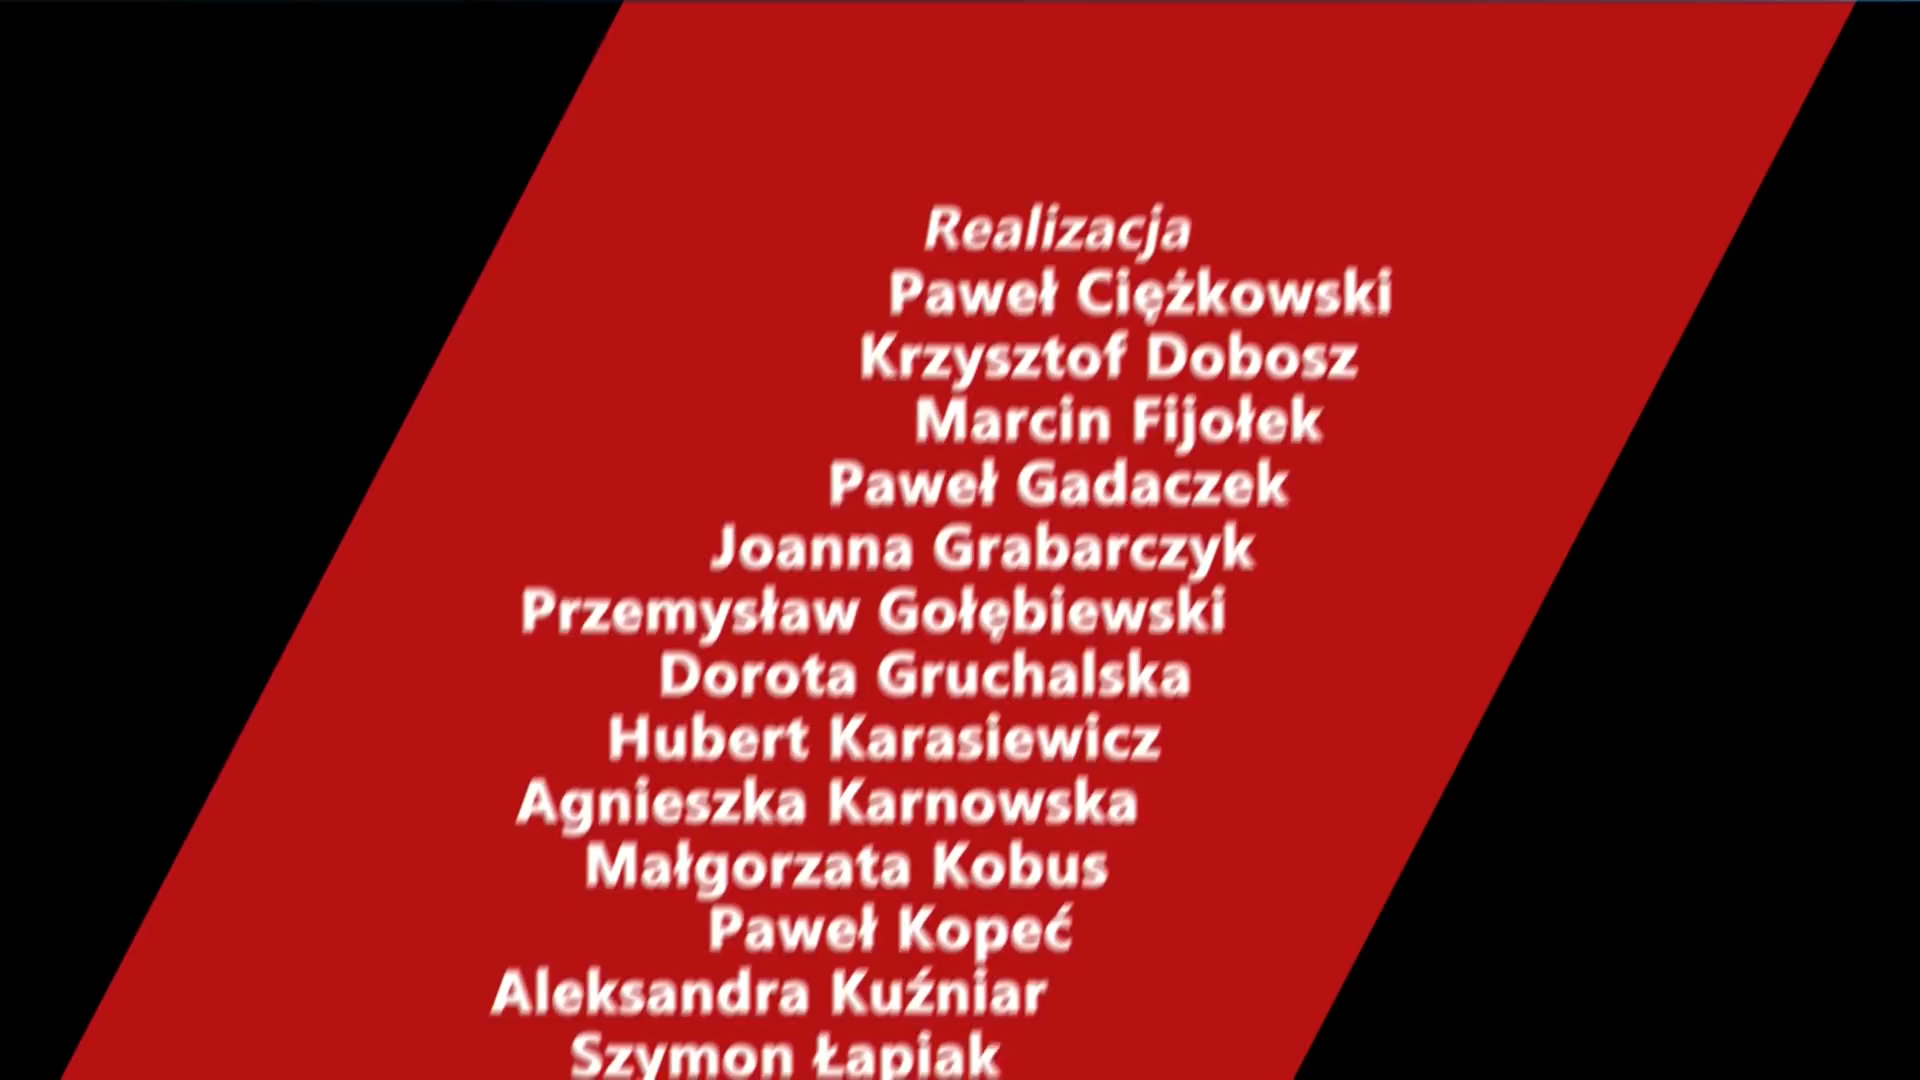 Realizacja
Paweł Ciężkowski
Krzysztof Dobosz
Marcin Fijołek
Paweł Gadaczek
Joanna Grabarczyk
Przemysław Gołębiewski
Dorota Gruchalska
Hubert Karasiewicz
Agnieszka Karnowska
Małgorzata Kobus
Paweł Kopeć
Aleksandra Kuźniar
Szymon Łapiak